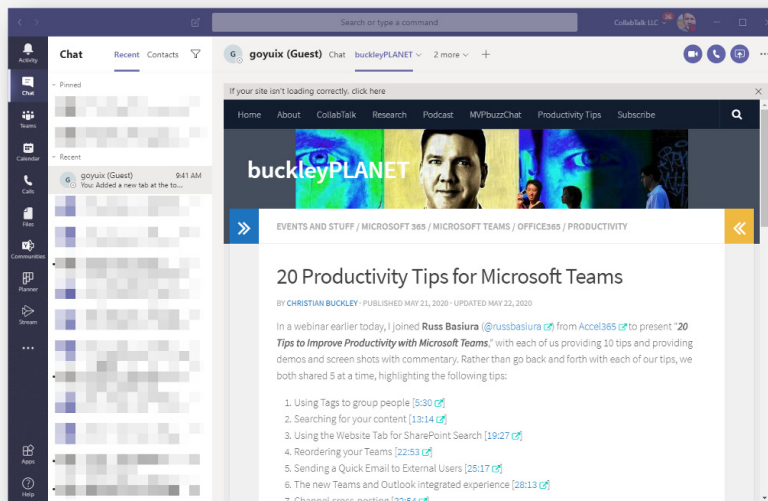 Search or type a command
CollabTalk LLC
Activity
Chat
Teams
Calendar
Calls
Files
Communities
Planner
Stream
Apps
Help
Chat
Recent
Contacts
Pinned
Recent
G
goyuix (Guest)
9:41 AM
You: Added a new tab at the to...
G
goyuix (Guest)
Chat
buckleyPLANET
2 more
If your site isn't loading correctly, click here
Home About CollabTalk Research Podcast MVPbuzzChat Productivity Tips Subscribe
buckleyPLANET
EVENTS AND STUFF / MICROSOFT 365 / MICROSOFT TEAMS / OFFICE365 / PRODUCTIVITY
20 Productivity Tips for Microsoft Teams
BY CHRISTIAN BUCKLEY · PUBLISHED MAY 21, 2020 · UPDATED MAY 22, 2020
In a webinar earlier today, I joined Russ Basiura (@russbasiura) from Accel365 to present "20
Tips to Improve Productivity with Microsoft Teams," with each of us providing 10 tips and providing
demos and screen shots with commentary. Rather than go back and forth with each of our tips, we
both shared 5 at a time, highlighting the following tips:
1. Using Tags to group people [5:30]
2. Searching for your content [13:14]
3. Using the Website Tab for SharePoint Search [19:27]
4. Reordering your Teams [22:53]
5. Sending a Quick Email to External Users [25:17]
6. The new Teams and Outlook integrated experience [28:13]
7. Channel cross-posting [32:54]